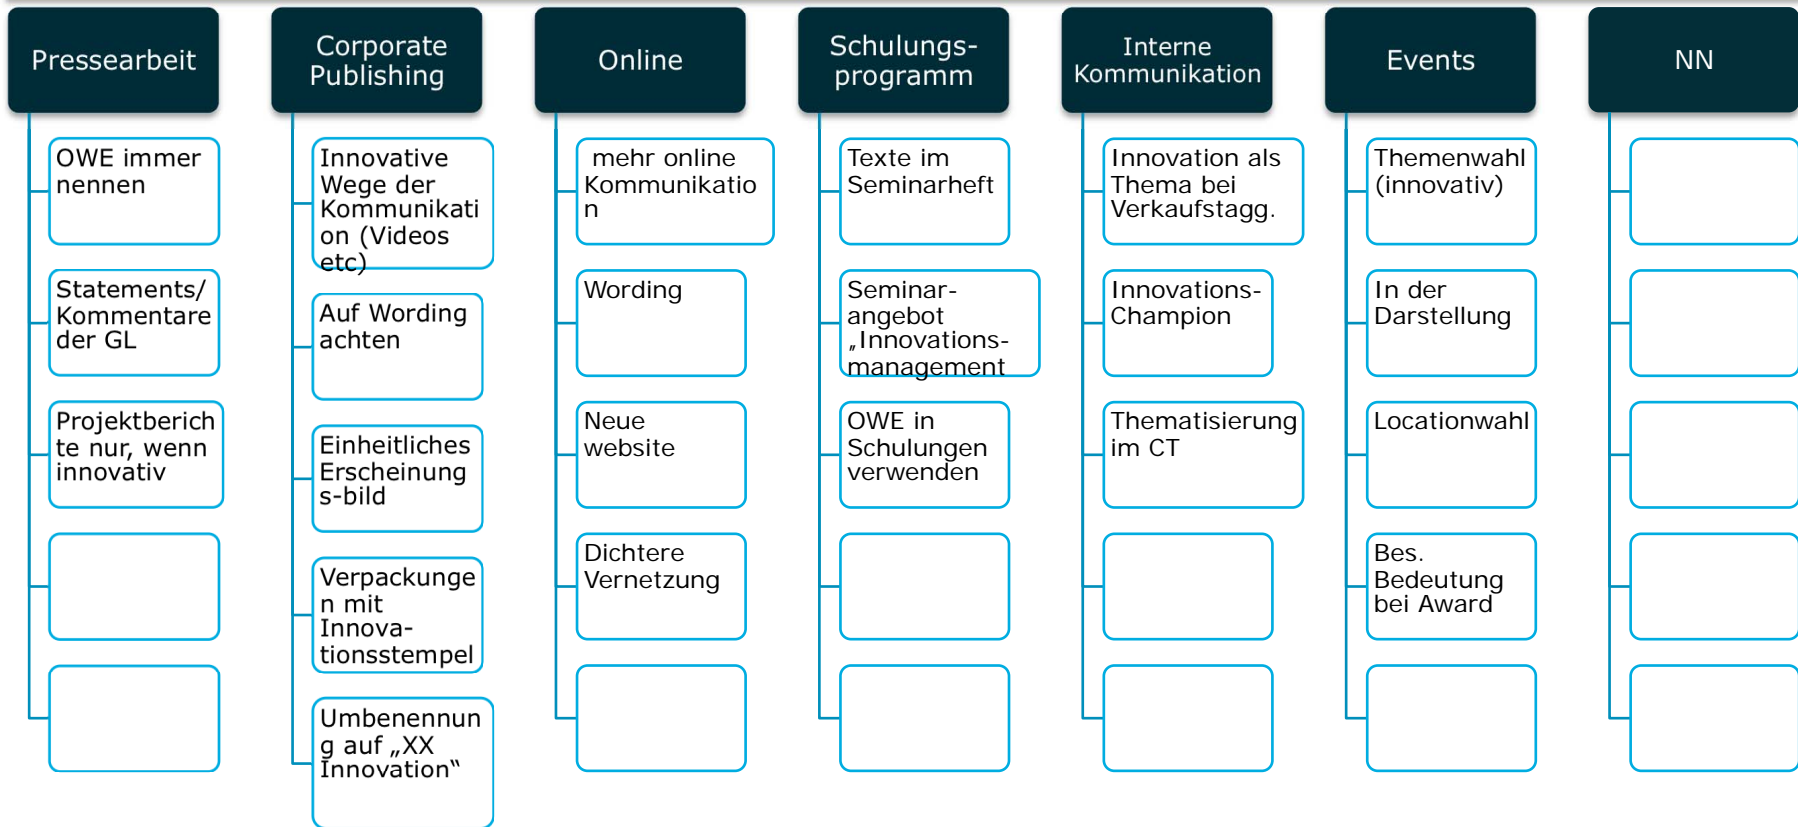 Pressearbeit
OWE immer
nennen
Statements/
Kommentare
der GL
Projektberich
te nur, wenn
innovativ
Corporate
Publishing
Innovative
Wege der
Kommunikati
on (Videos
etc)
Auf Wording
achten
Einheitliches
Erscheinung
s-bild
Verpackunge
n mit
Innova-
tionsstempel
Umbenennun
g auf „XX
Innovation“
Online
mehr online
Kommunikatio
n
Wording
Neue
website
Dichtere
Vernetzung
Schulungs-
programm
Texte im
Seminarheft
Seminar-
angebot
„Innovations-
management
OWE in
Schulungen
verwenden
Interne
Kommunikation
Innovation als
Thema bei
Verkaufstagg.
Innovations-
Champion
Thematisierung
im CT
Events
Themenwahl
(innovativ)
In der
Darstellung
Locationwahl
Bes.
Bedeutung
bei Award
NN